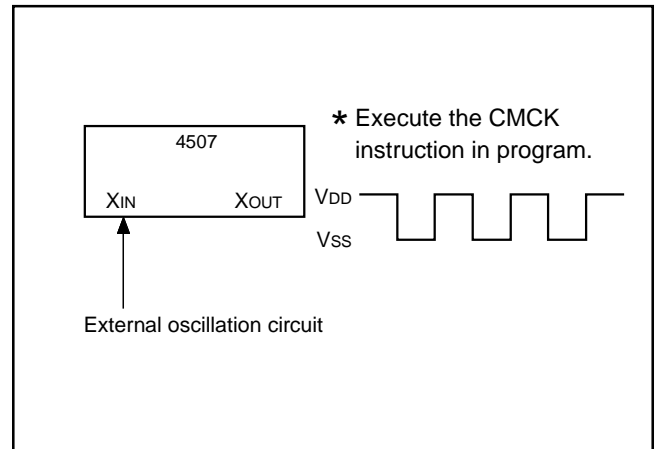 * Execute the CMCK
instruction in program.
4507
XIN XOUT
VDD
VSS
External oscillation circuit